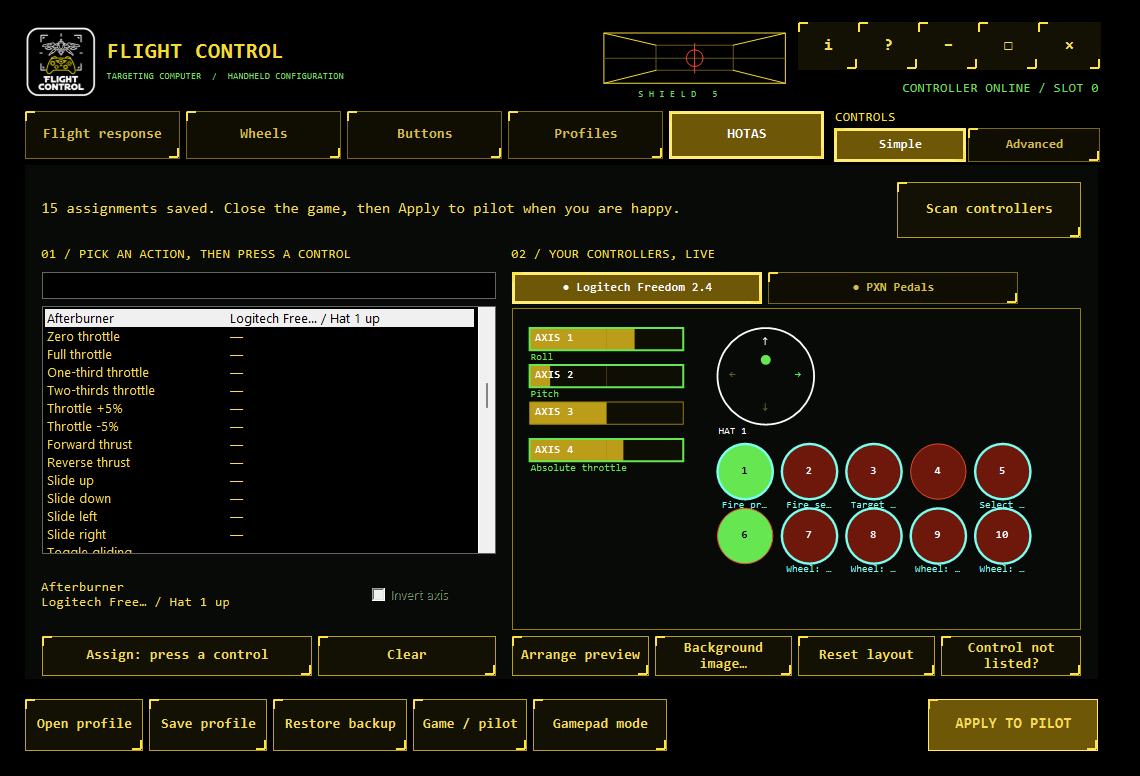 FLIGHT CONTROL
FLIGHT CONTROL
TARGETING COMPUTER / HANDHELD CONFIGURATION
SHIELD 5
i ? − □ ×
CONTROLLER ONLINE / SLOT 0
Flight response
Wheels
Buttons
Profiles
HOTAS
CONTROLS
Simple
Advanced
15 assignments saved. Close the game, then Apply to pilot when you are happy.
Scan controllers
01 / PICK AN ACTION, THEN PRESS A CONTROL
Afterburner Logitech Free… / Hat 1 up
Zero throttle —
Full throttle —
One-third throttle —
Two-thirds throttle —
Throttle +5% —
Throttle -5% —
Forward thrust —
Reverse thrust —
Slide up —
Slide down —
Slide left —
Slide right —
Toggle gliding
Afterburner
Logitech Free… / Hat 1 up
Invert axis
Assign: press a control
Clear
02 / YOUR CONTROLLERS, LIVE
● Logitech Freedom 2.4
● PXN Pedals
AXIS 1
Roll
AXIS 2
Pitch
AXIS 3
AXIS 4
Absolute throttle
↑
← →
↓
HAT 1
1 2 3 4 5
Fire pr… Fire se… Target … Select …
6 7 8 9 10
Wheel: … Wheel: … Wheel: … Wheel: …
Arrange preview
Background
image…
Reset layout
Control not
listed?
Open profile
Save profile
Restore backup
Game / pilot
Gamepad mode
APPLY TO PILOT